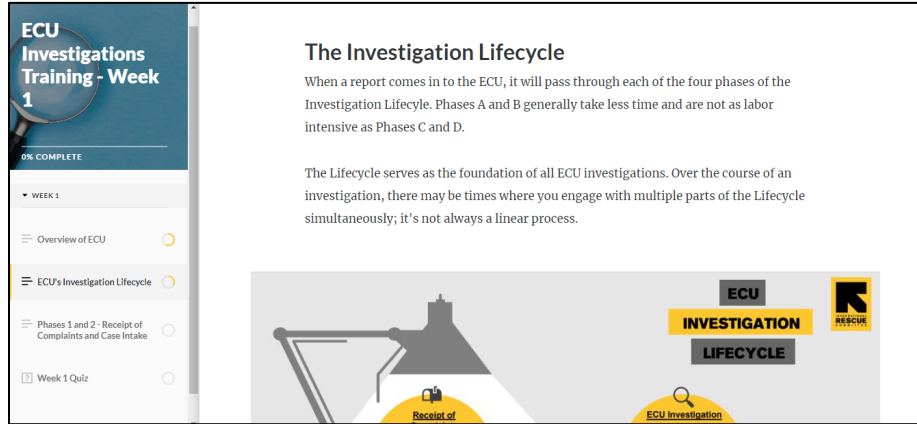 ECU
Investigations
Training - Week
1
0% COMPLETE
WEEK 1
Overview of ECU
ECU's Investigation Lifecycle
Phases 1 and 2 - Receipt of
Complaints and Case Intake
Week 1 Quiz
The Investigation Lifecycle
When a report comes in to the ECU, it will pass through each of the four phases of the
Investigation Lifecyle. Phases A and B generally take less time and are not as labor
intensive as Phases C and D.
The Lifecycle serves as the foundation of all ECU investigations. Over the course of an
investigation, there may be times where you engage with multiple parts of the Lifecycle
simultaneously; it's not always a linear process.
ECU
INVESTIGATION
LIFECYCLE
INTERNATIONAL
RESCUE
COMMITTEE
Receipt of
ECU Investigation